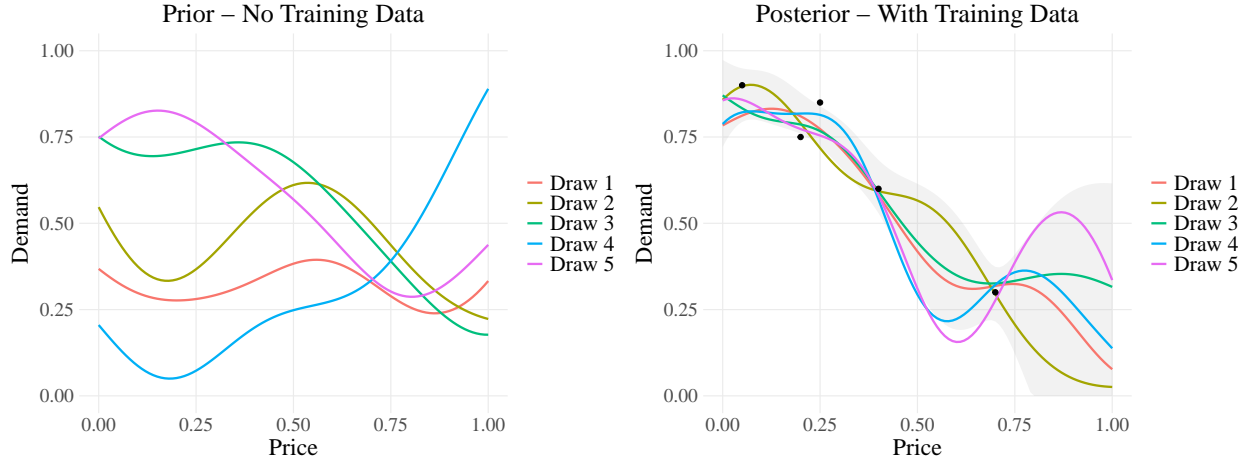 Prior – No Training Data
1.00
0.75
0.50
0.25
0.00
Demand
0.00 0.25 0.50 0.75 1.00
Price
Draw 1
Draw 2
Draw 3
Draw 4
Draw 5
Posterior – With Training Data
1.00
0.75
0.50
0.25
0.00
Demand
0.00 0.25 0.50 0.75 1.00
Price
Draw 1
Draw 2
Draw 3
Draw 4
Draw 5